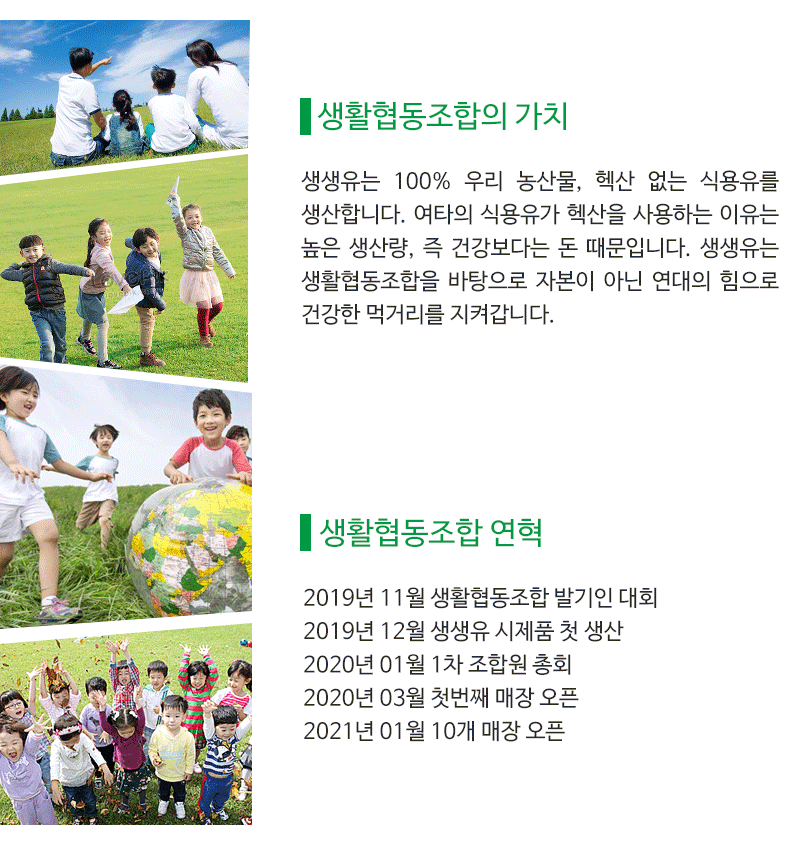 생활협동조합의 가치
생생유는 100% 우리 농산물, 헥산 없는 식용유를
생산합니다. 여타의 식용유가 헥산을 사용하는 이유는
높은 생산량, 즉 건강보다는 돈 때문입니다. 생생유는
생활협동조합을 바탕으로 자본이 아닌 연대의 힘으로
건강한 먹거리를 지켜갑니다.
생활협동조합 연혁
2019년 11월 생활협동조합 발기인 대회
2019년 12월 생생유 시제품 첫 생산
2020년 01월 1차 조합원 총회
2020년 03월 첫번째 매장 오픈
2021년 01월 10개 매장 오픈